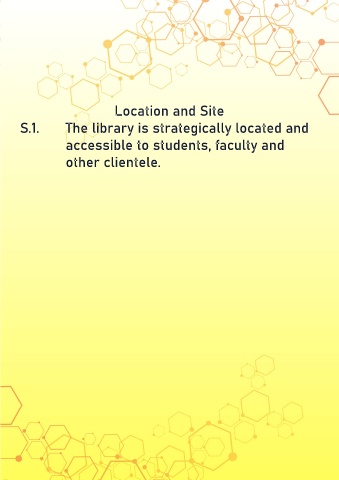 Location and Site
S.1. The library is strategically located and
accessible to students, faculty and
other clientele.